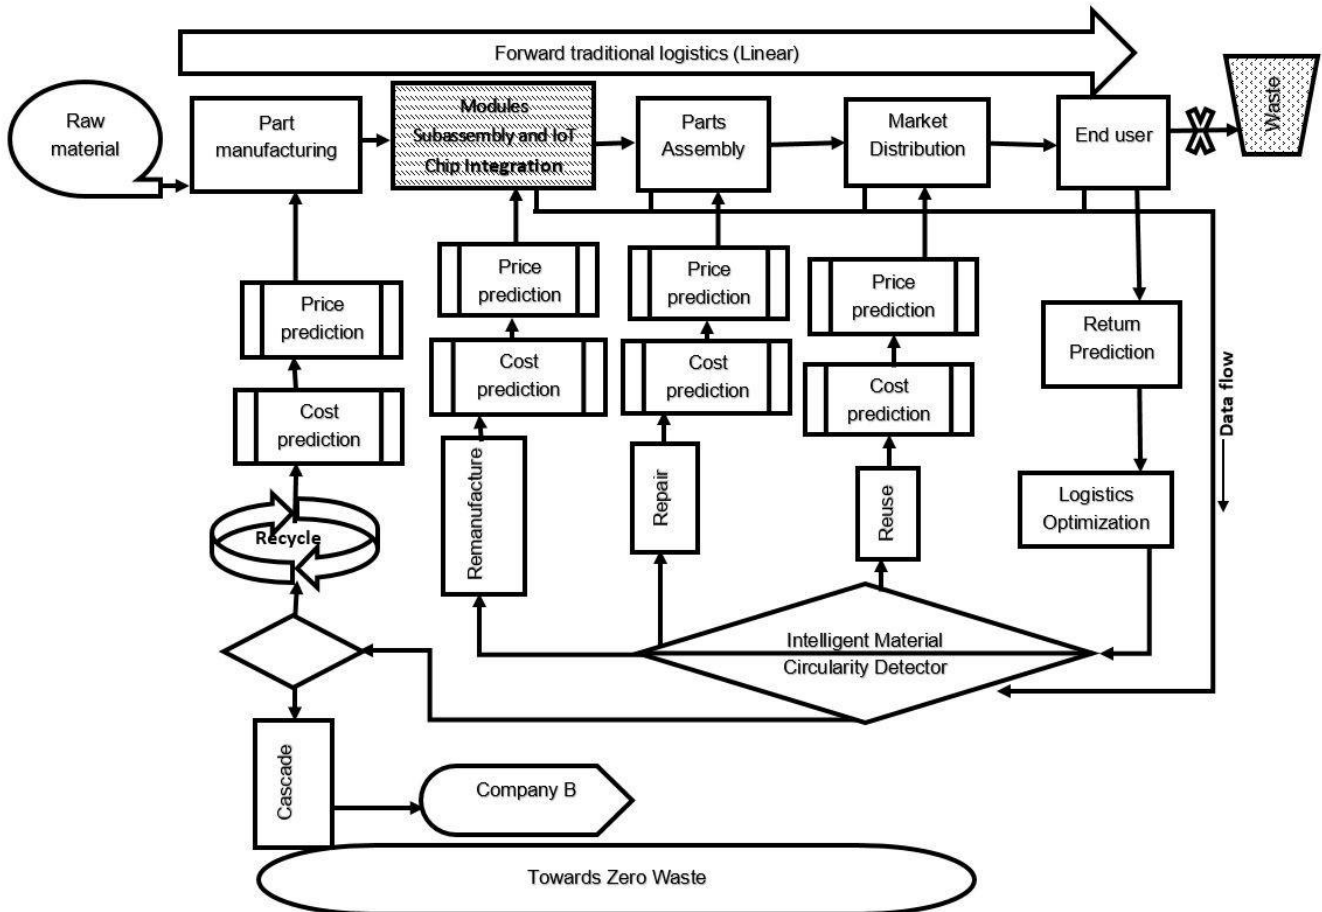 Forward traditional logistics (Linear)
Raw
material
Part
manufacturing
Modules
Subassembly and IoT
Chip Integration
Parts
Assembly
Market
Distribution
End user
Waste
Price
prediction
Price
prediction
Price
prediction
Price
prediction
Return
Prediction
Cost
prediction
Cost
prediction
Cost
prediction
Cost
prediction
Data flow
Remanufacture
Repair
Reuse
Logistics
Optimization
Recycle
Intelligent Material
Circularity Detector
Cascade
Company B
Towards Zero Waste